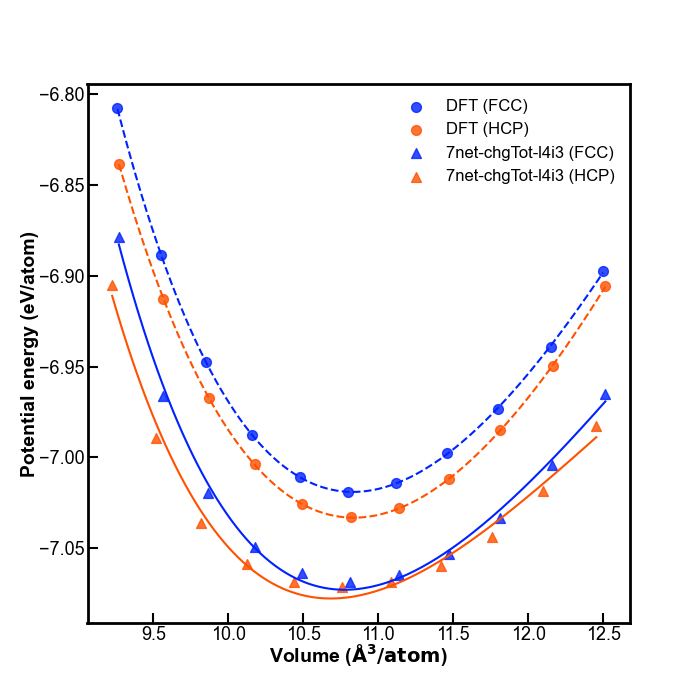 −6.80
−6.85
−6.90
−6.95
−7.00
−7.05
Potential energy (eV/atom)
DFT (FCC)
DFT (HCP)
7net-chgTot-l4i3 (FCC)
7net-chgTot-l4i3 (HCP)
9.5 10.0 10.5 11.0 11.5 12.0 12.5
Volume (Å³/atom)